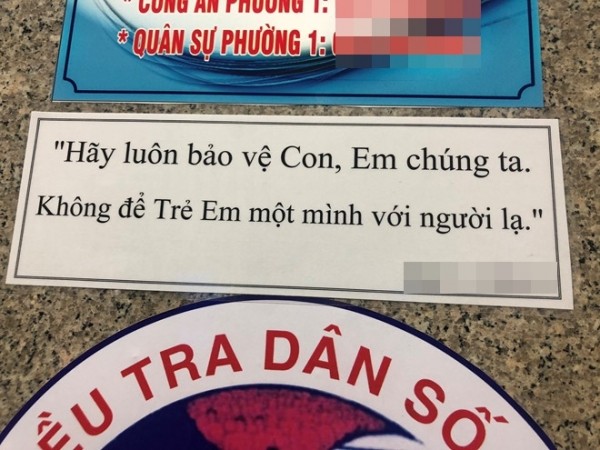 * CÔNG AN PHƯỜNG 1:
* QUÂN SỰ PHƯỜNG 1:
"Hãy luôn bảo vệ Con, Em chúng ta.
Không để Trẻ Em một mình với người lạ."
TRA DÂN SỐ